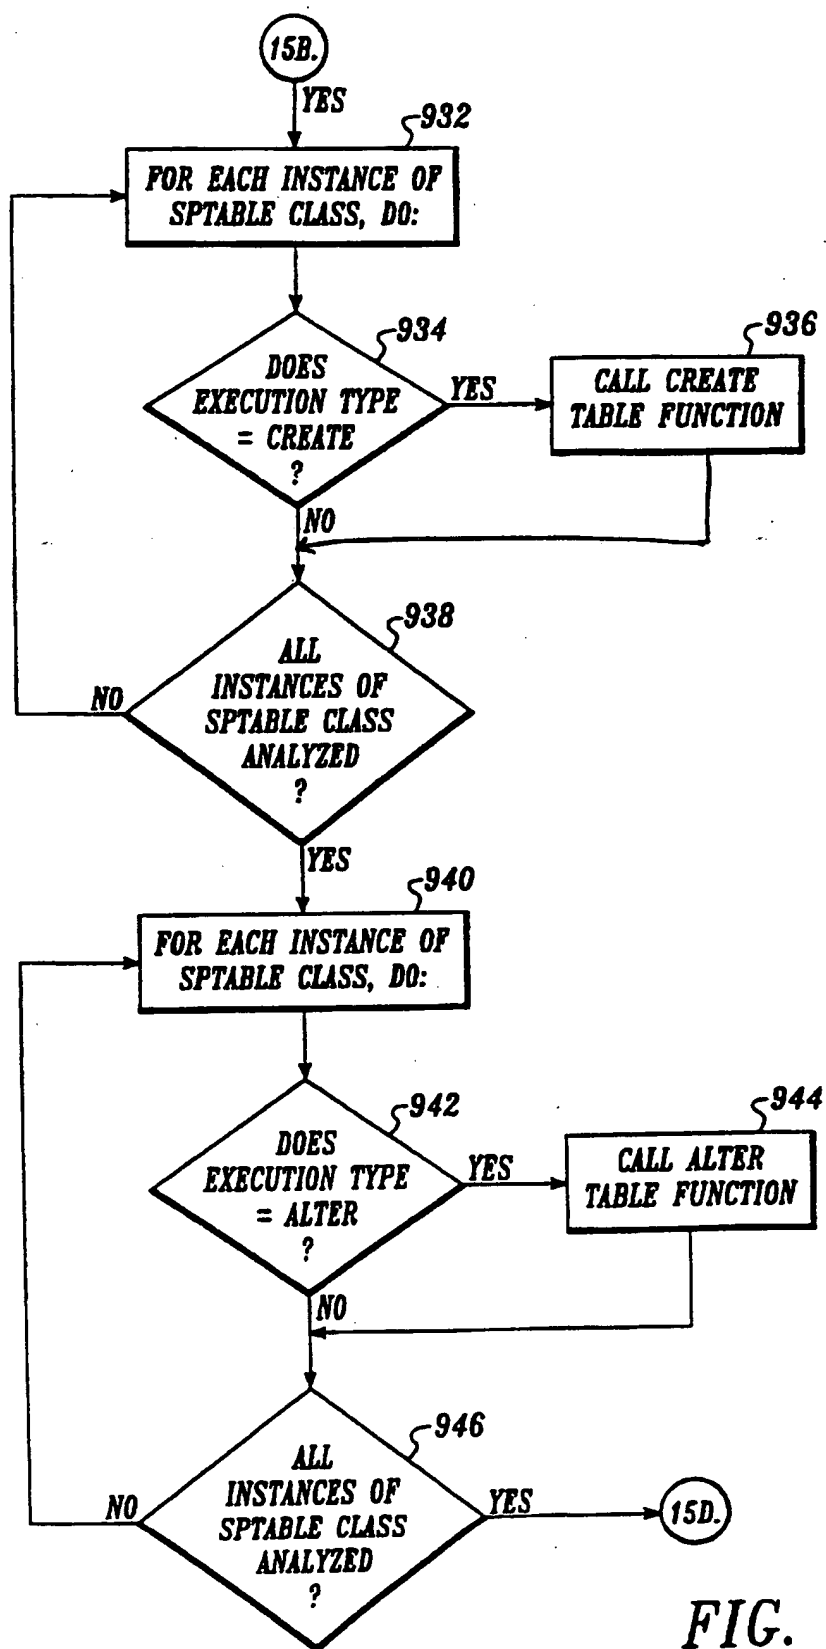 15B.
YES
932
FOR EACH INSTANCE OF
SPTABLE CLASS, DO:
934
DOES
EXECUTION TYPE
= CREATE
?
YES
936
CALL CREATE
TABLE FUNCTION
NO
938
ALL
INSTANCES OF
SPTABLE CLASS
ANALYZED
?
NO
YES
940
FOR EACH INSTANCE OF
SPTABLE CLASS, DO:
942
DOES
EXECUTION TYPE
= ALTER
?
YES
944
CALL ALTER
TABLE FUNCTION
NO
946
ALL
INSTANCES OF
SPTABLE CLASS
ANALYZED
?
NO
YES
15D.
FIG.